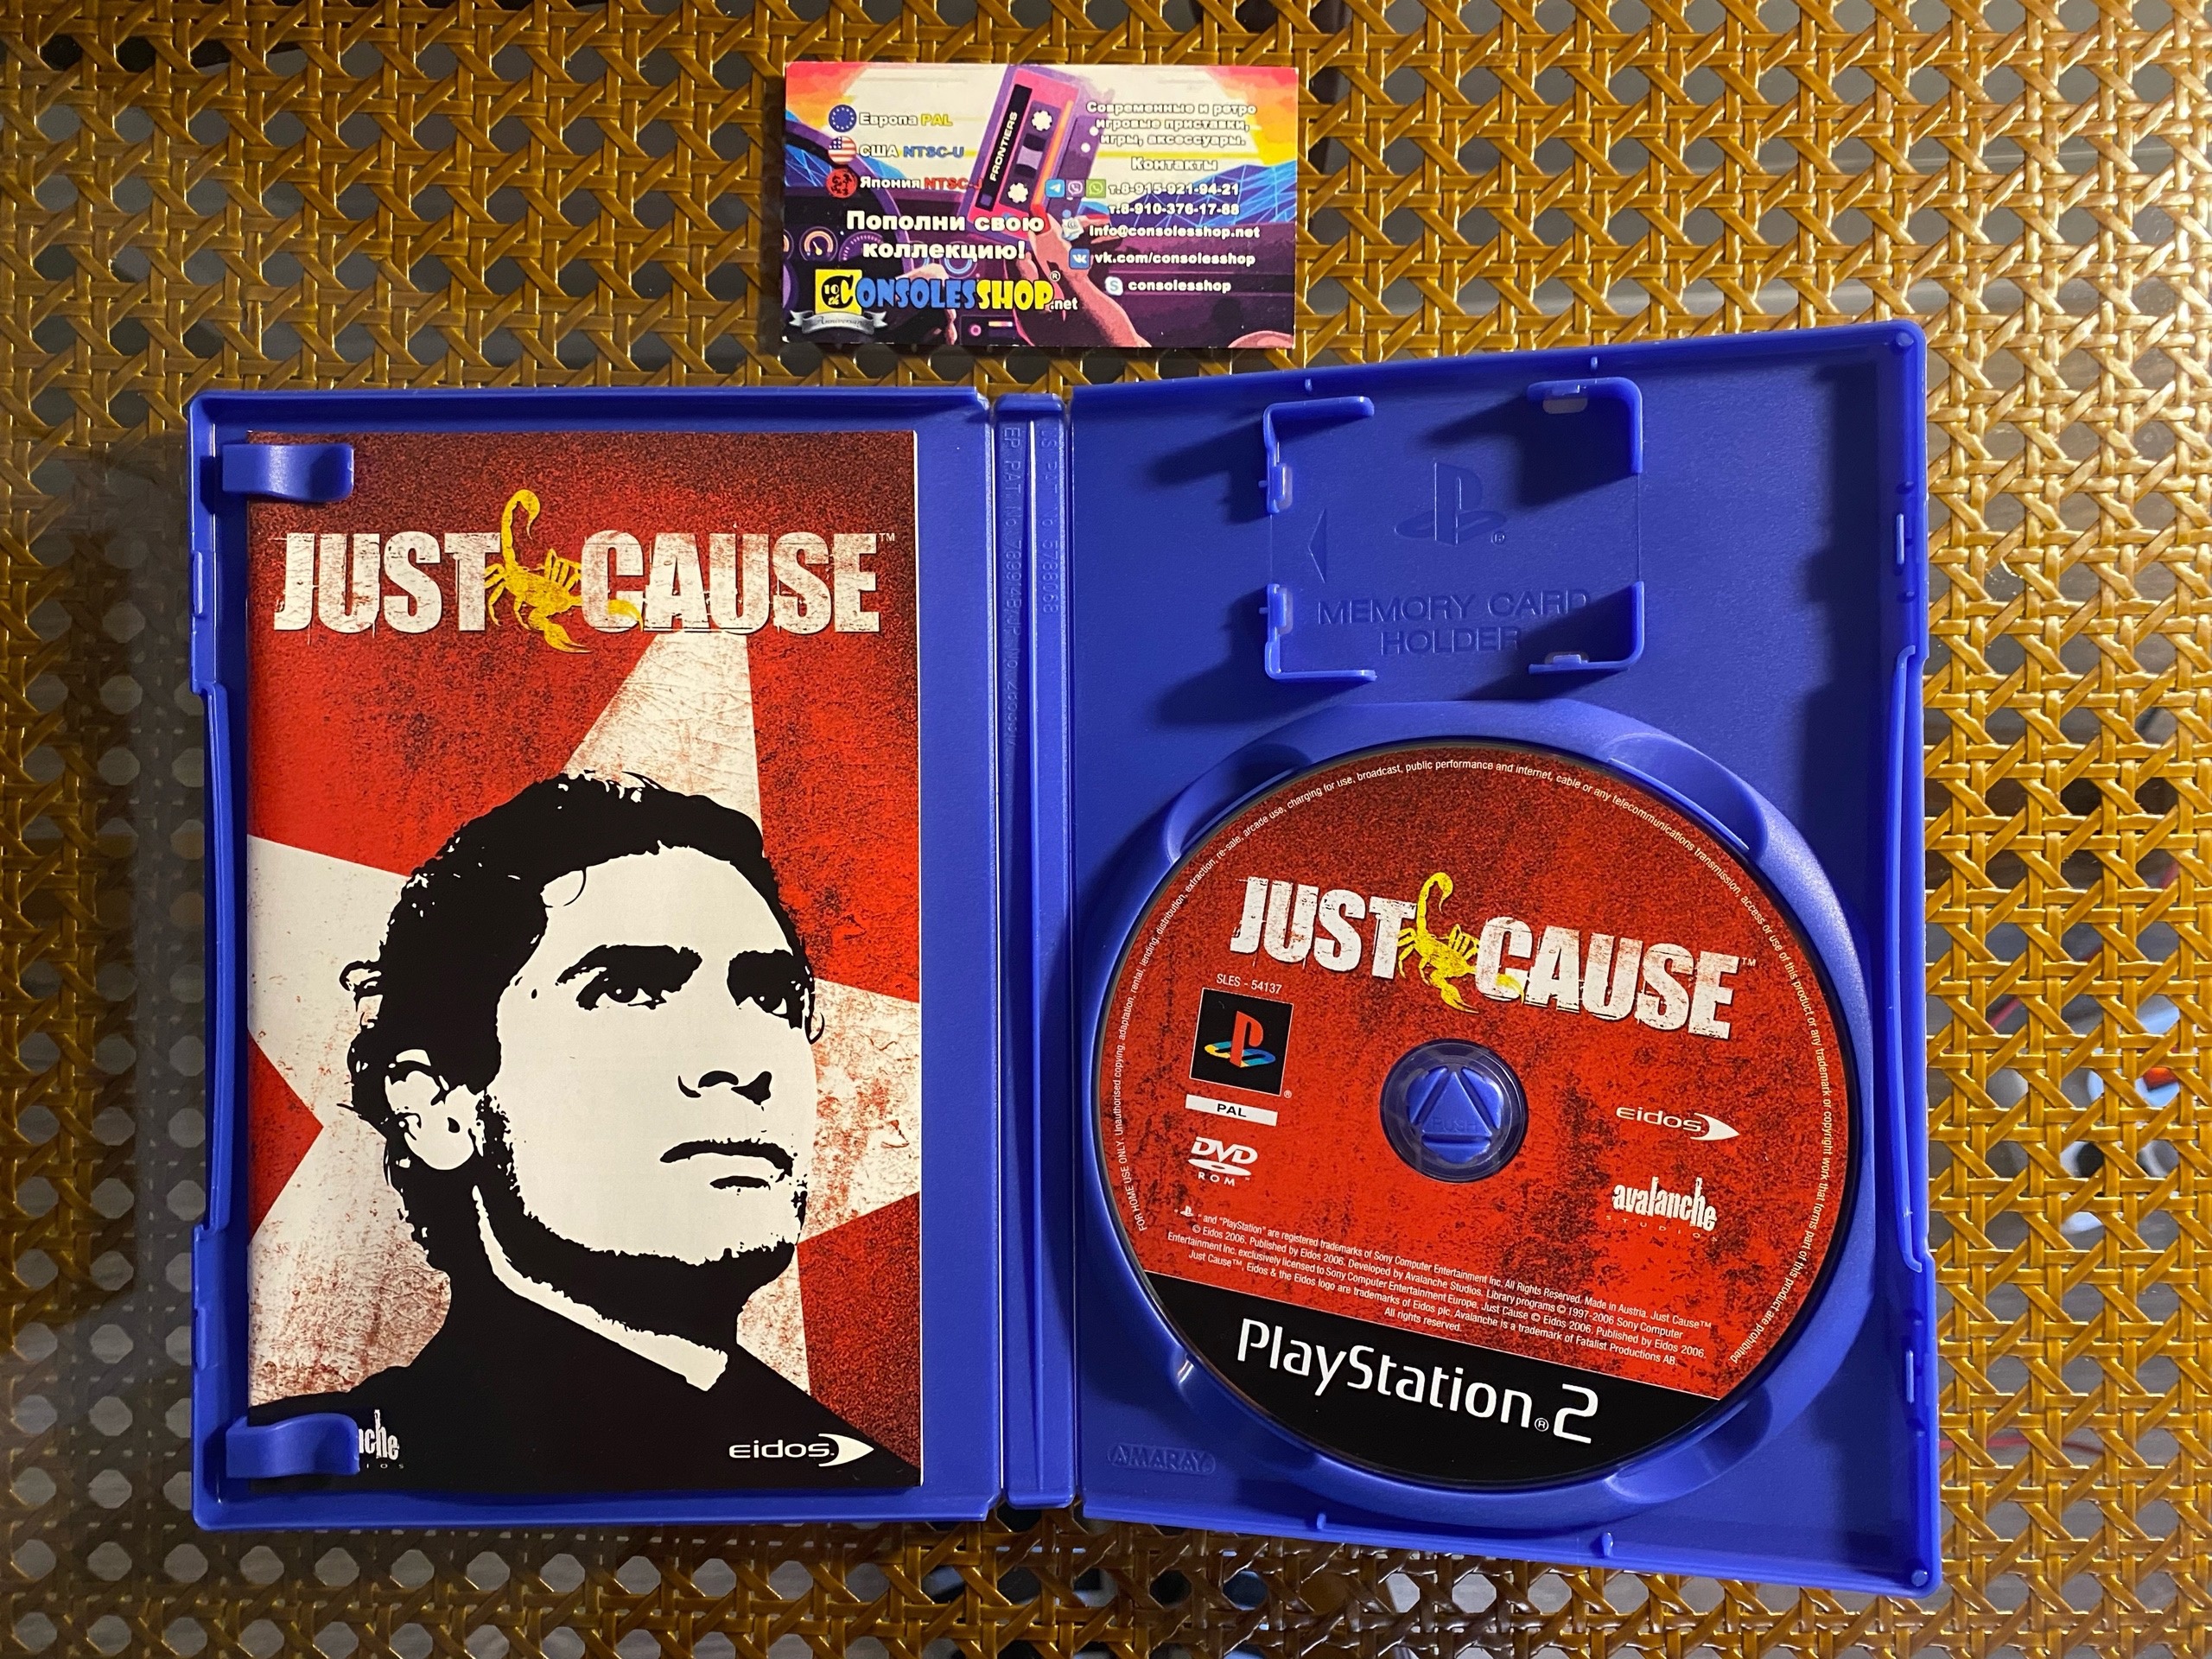 Европа PAL
США NTSC-U
Япония NTSC-J
Пополни свою
коллекцию!
CONSOLESSHOP.net
®
FRONTIERS
Современные и ретро
игровые приставки,
игры, аксессуары.
Контакты
т.8-915-921-94-21
т.8-910-376-17-88
info@consolesshop.net
vk.com/consolesshop
consolesshop
JUST CAUSE™
eidos
EP PAT No.
MEMORY CARD
HOLDER
AMARAY
JUST CAUSE™
SLES - 54137
PAL
DVD
ROM
PUSH
eidos
avalanche
STUDIOS
FOR HOME USE ONLY. Unauthorised copying, adaptation, rental, lending, distribution, extraction, re-sale, arcade use, charging for use, broadcast, public performance and internet, cable or any telecommunications transmission, access or use of this product or any trademark or copyright work that forms part of this product are prohibited
" " and "PlayStation" are registered trademarks of Sony Computer Entertainment Inc. All Rights Reserved. Made in Austria. Just Cause™
© Eidos 2006. Published by Eidos 2006. Developed by Avalanche Studios. Library programs © 1997-2006 Sony Computer
Entertainment Inc. exclusively licensed to Sony Computer Entertainment Europe. Just Cause © Eidos 2006. Published by Eidos 2006.
Just Cause™, Eidos & the Eidos logo are trademarks of Eidos plc. Avalanche is a trademark of Fatalist Productions AB.
All rights reserved.
PlayStation®2